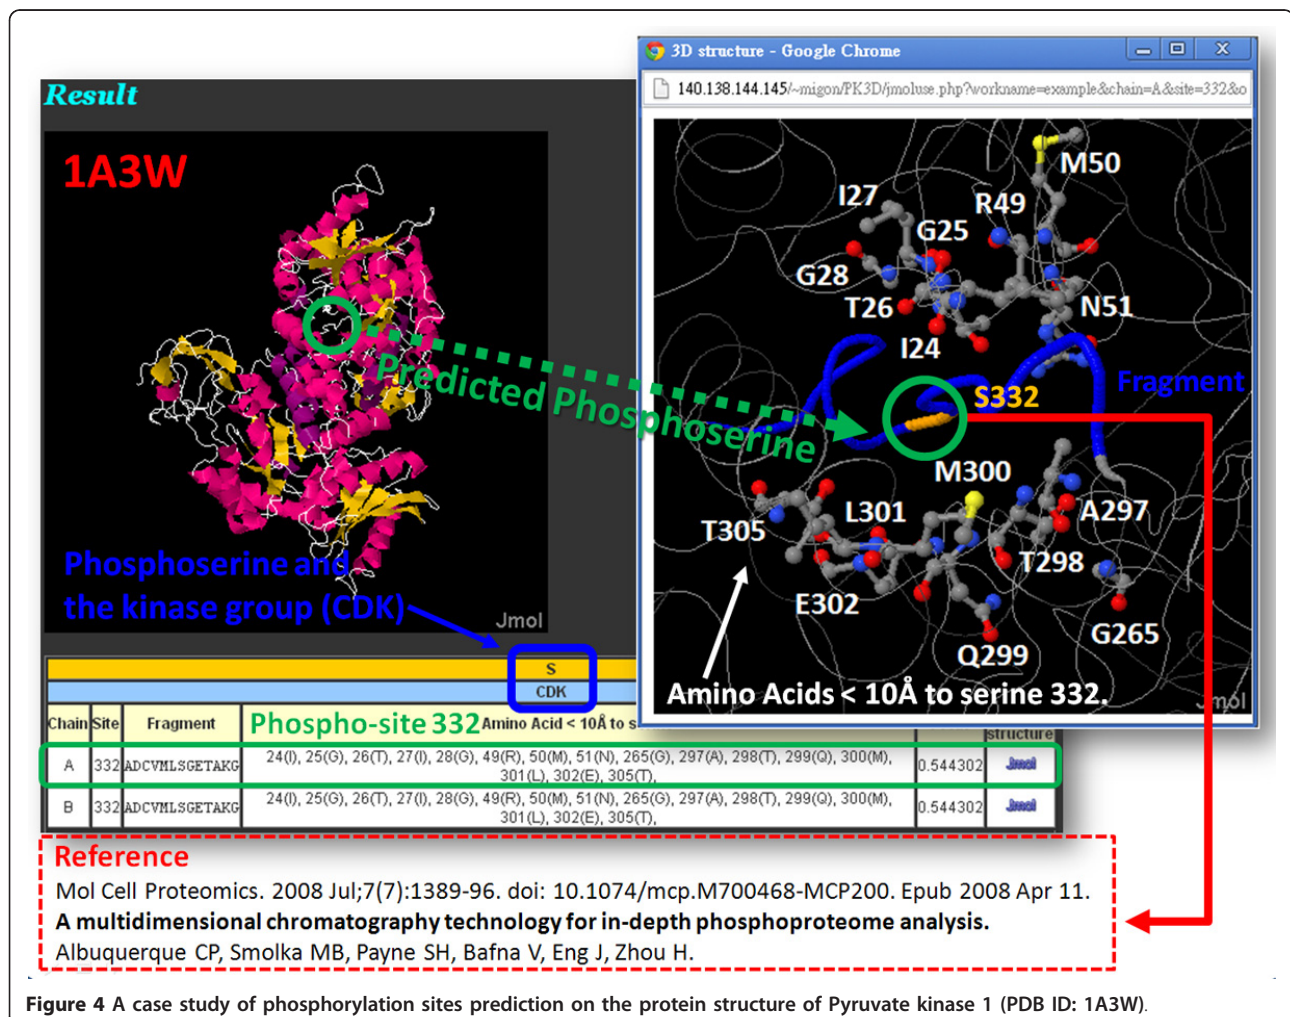 Result
1A3W
Predicted Phosphoserine
Phosphoserine and
the kinase group (CDK)
Jmol
3D structure - Google Chrome
140.138.144.145/~migon/PK3D/jmoluse.php?workname=example&chain=A&site=332&o
M50
I27
R49
G25
G28
T26
N51
I24
Fragment
S332
M300
L301
A297
T305
T298
E302
G265
Q299
Amino Acids < 10Å to serine 332.
Jmol
S
CDK
Chain Site Fragment Phospho-site 332 Amino Acid < 10Å to s structure
A 332 ADCVMLSGETAKG 24(I), 25(G), 26(T), 27(I), 28(G), 49(R), 50(M), 51(N), 265(G), 297(A), 298(T), 299(Q), 300(M), 0.544302 Jmol
301(L), 302(E), 305(T),
B 332 ADCVMLSGETAKG 24(I), 25(G), 26(T), 27(I), 28(G), 49(R), 50(M), 51(N), 265(G), 297(A), 298(T), 299(Q), 300(M), 0.544302 Jmol
301(L), 302(E), 305(T),
Reference
Mol Cell Proteomics. 2008 Jul;7(7):1389-96. doi: 10.1074/mcp.M700468-MCP200. Epub 2008 Apr 11.
A multidimensional chromatography technology for in-depth phosphoproteome analysis.
Albuquerque CP, Smolka MB, Payne SH, Bafna V, Eng J, Zhou H.
Figure 4 A case study of phosphorylation sites prediction on the protein structure of Pyruvate kinase 1 (PDB ID: 1A3W).